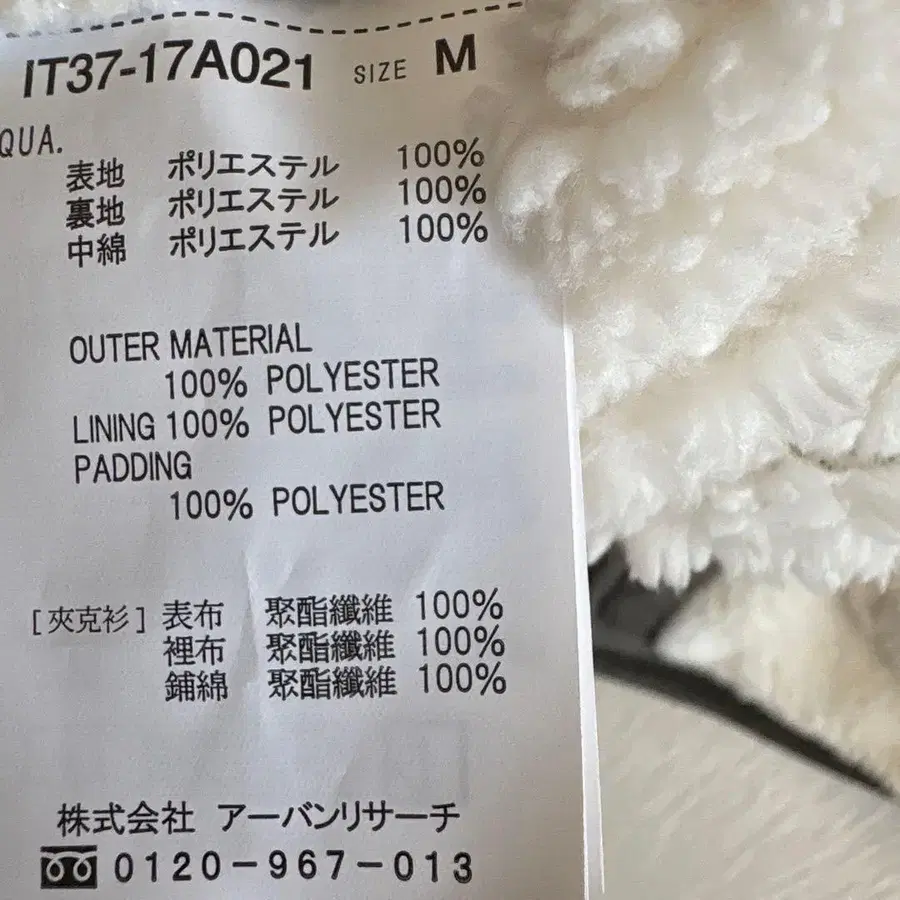 IT37-17A021 SIZE M
QUA.
表地 ポリエステル 100%
裏地 ポリエステル 100%
中綿 ポリエステル 100%
OUTER MATERIAL
100% POLYESTER
LINING 100% POLYESTER
PADDING
100% POLYESTER
[夾克衫] 表布 聚酯纖維 100%
裡布 聚酯纖維 100%
鋪綿 聚酯纖維 100%
株式会社 アーバンリサーチ
0120-967-013